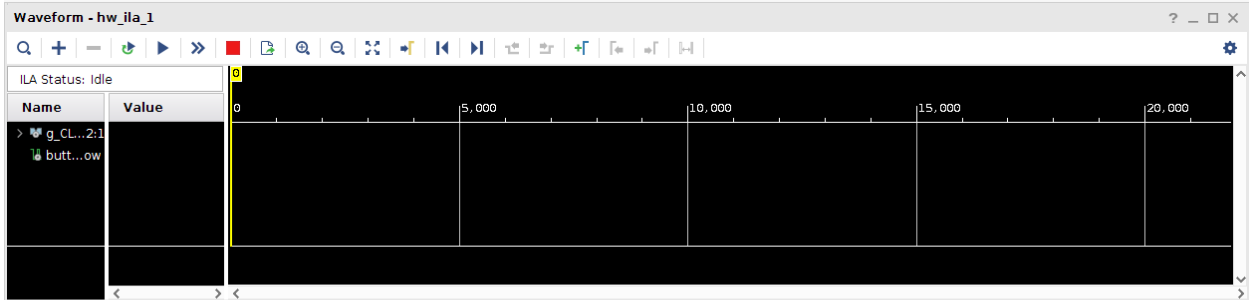 Waveform - hw_ila_1
? _ □ ×
ILA Status: Idle
Name Value
0
0 5,000 10,000 15,000 20,000
g_CL...2:1
butt...ow